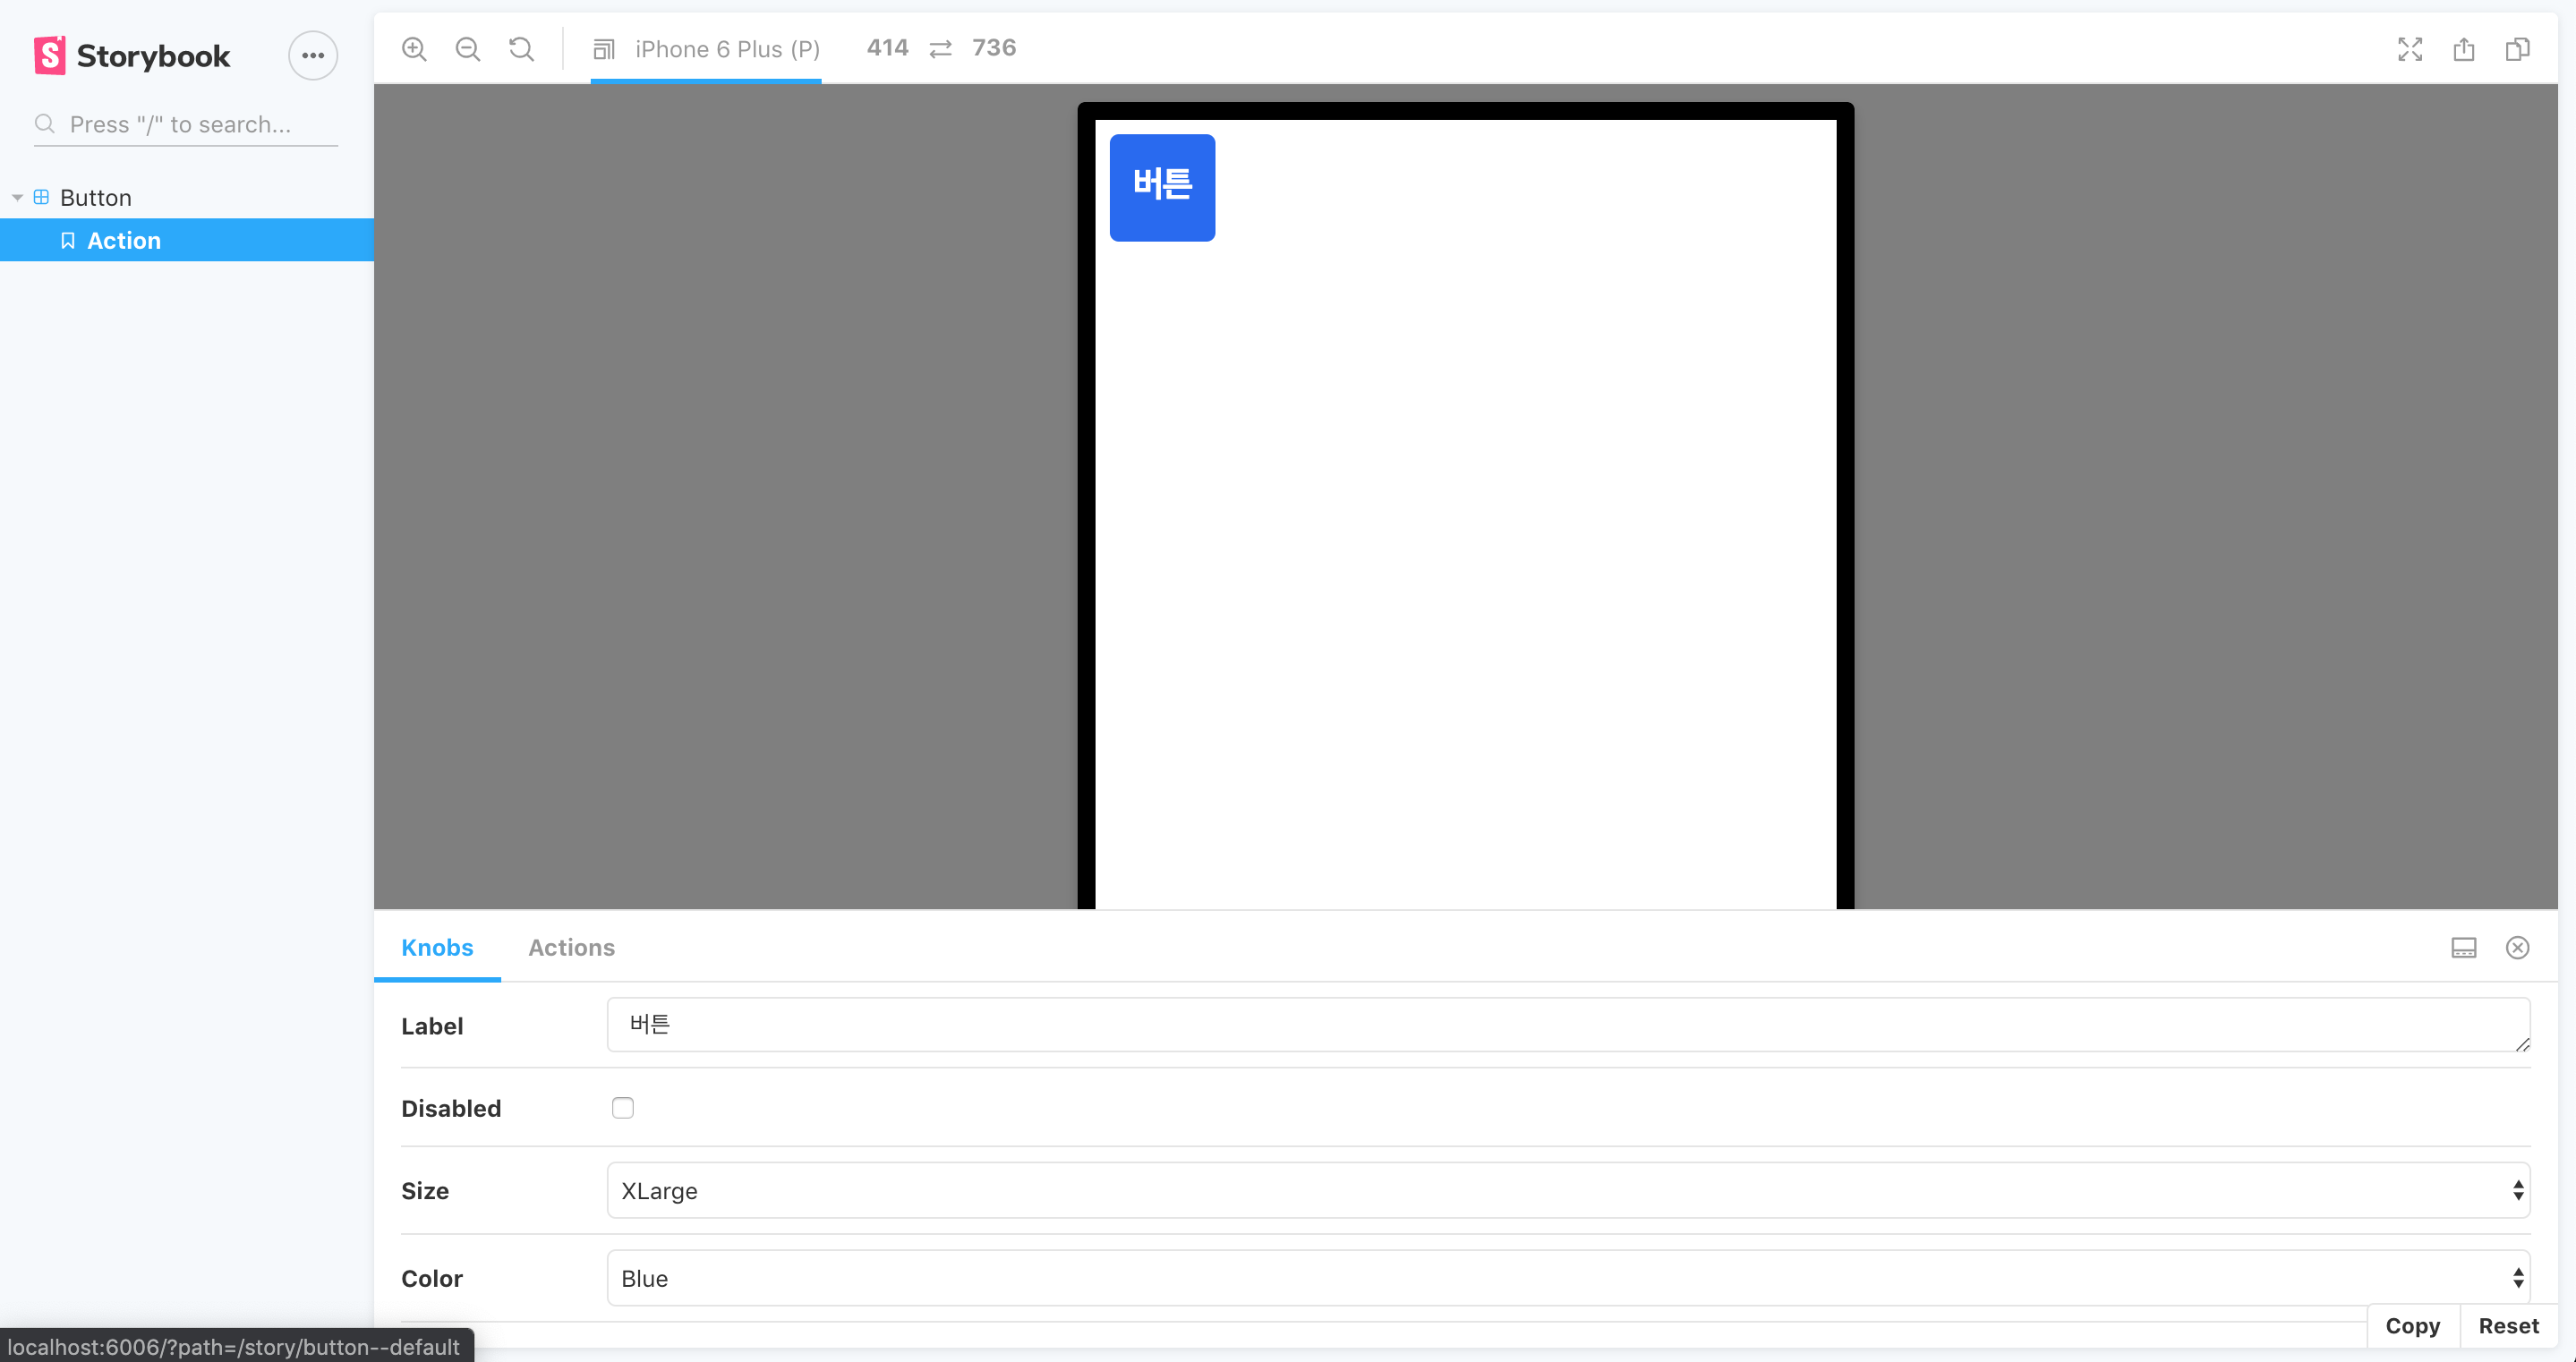 Storybook
Press "/" to search...
Button
Action
iPhone 6 Plus (P) 414 736
버튼
Knobs Actions
Label 버튼
Disabled
Size XLarge
Color Blue
Copy Reset
localhost:6006/?path=/story/button--default